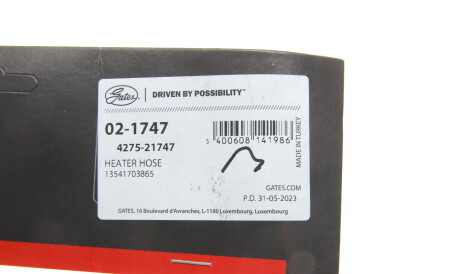 Gates
DRIVEN BY POSSIBILITY™
02-1747
4275-21747
HEATER HOSE
13541703865
5 400608 141986
MADE IN TURKEY
GATES.COM
P.D. 31-05-2023
GATES, 16 Boulevard d'Avranches, L-1160 Luxembourg, Luxembourg